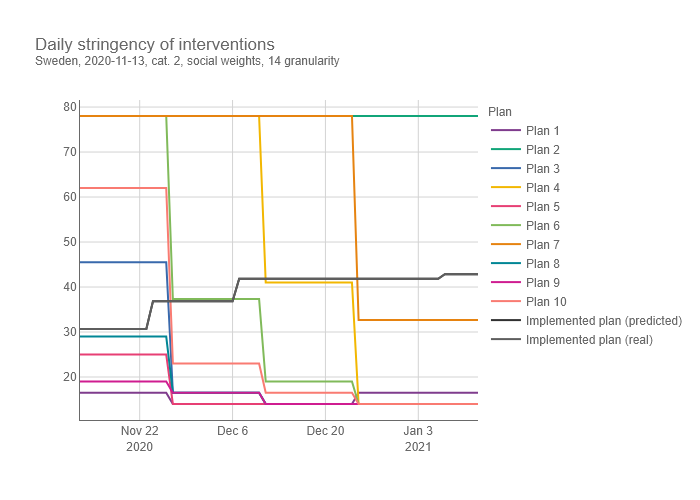 Daily stringency of interventions
Sweden, 2020-11-13, cat. 2, social weights, 14 granularity
80
70
60
50
40
30
20
Nov 22
2020
Dec 6
Dec 20
Jan 3
2021
Plan
Plan 1
Plan 2
Plan 3
Plan 4
Plan 5
Plan 6
Plan 7
Plan 8
Plan 9
Plan 10
Implemented plan (predicted)
Implemented plan (real)